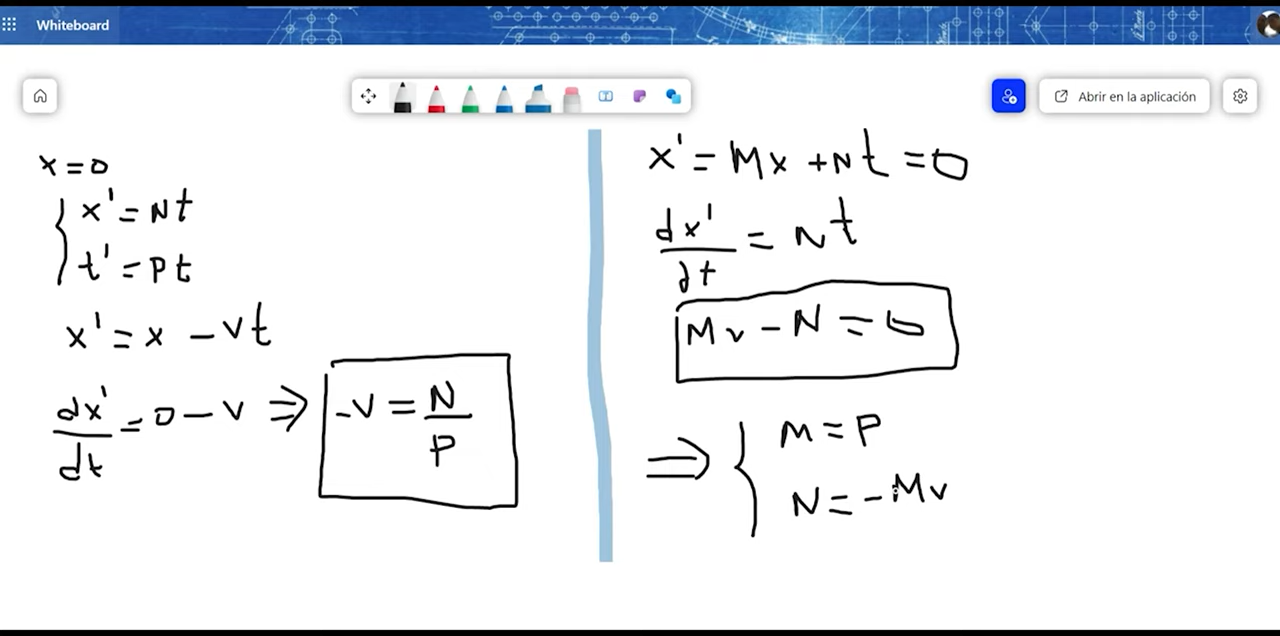 Whiteboard
Abrir en la aplicación
x = 0
x' = Nt
t' = Pt
x' = x - vt
dx'/dt = 0 - v ⇒ -v = N/P
x' = Mx + Nt = 0
dx'/dt = Nt
Mv - N = 0
⇒ { M = P
N = -Mv